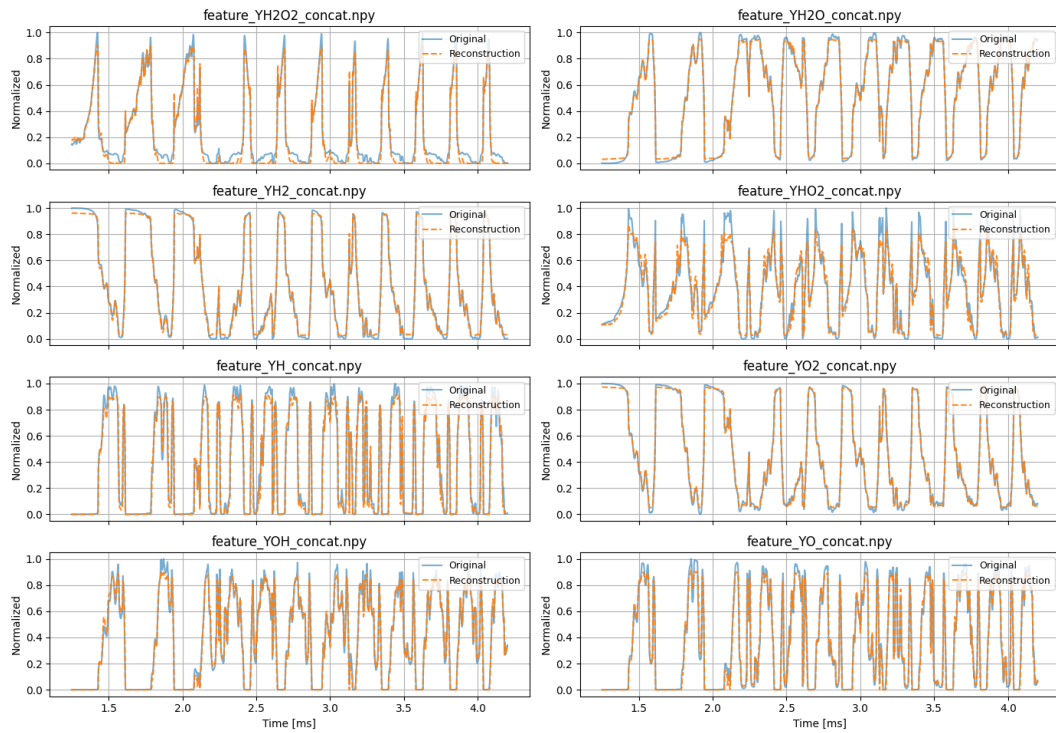 feature_YH2O2_concat.npy
Normalized
1.0
0.8
0.6
0.4
0.2
0.0
Original
Reconstruction
feature_YH2O_concat.npy
Normalized
1.0
0.8
0.6
0.4
0.2
0.0
Original
Reconstruction
feature_YH2_concat.npy
Normalized
1.0
0.8
0.6
0.4
0.2
0.0
Original
Reconstruction
feature_YHO2_concat.npy
Normalized
1.0
0.8
0.6
0.4
0.2
0.0
Original
Reconstruction
feature_YH_concat.npy
Normalized
1.0
0.8
0.6
0.4
0.2
0.0
Original
Reconstruction
feature_YO2_concat.npy
Normalized
1.0
0.8
0.6
0.4
0.2
0.0
Original
Reconstruction
feature_YOH_concat.npy
Normalized
1.0
0.8
0.6
0.4
0.2
0.0
Original
Reconstruction
1.5 2.0 2.5 3.0 3.5 4.0
Time [ms]
feature_YO_concat.npy
Normalized
1.0
0.8
0.6
0.4
0.2
0.0
Original
Reconstruction
1.5 2.0 2.5 3.0 3.5 4.0
Time [ms]